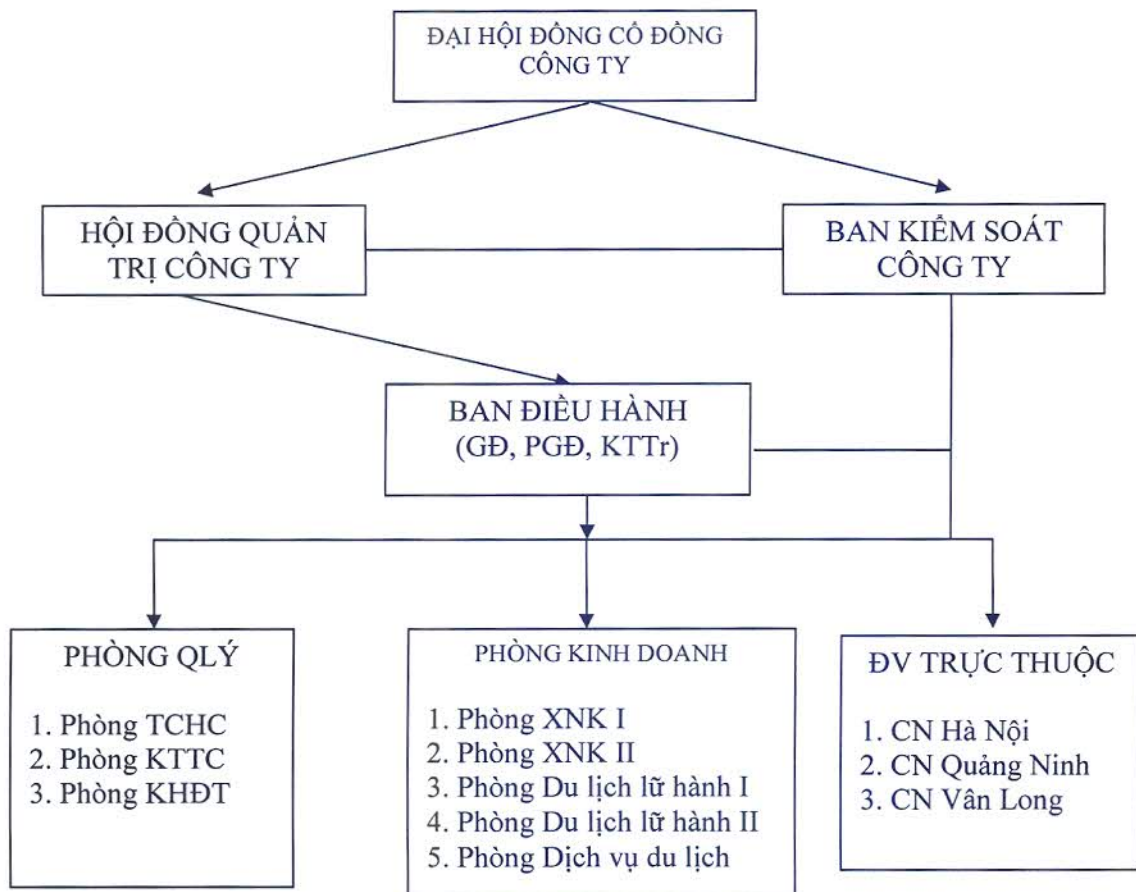 ĐẠI HỘI ĐỒNG CỔ ĐỒNG
CÔNG TY
HỘI ĐỒNG QUẢN
TRỊ CÔNG TY
BAN KIỂM SOÁT
CÔNG TY
BAN ĐIỀU HÀNH
(GĐ, PGĐ, KTTr)
PHÒNG QLÝ
1. Phòng TCHC
2. Phòng KTTC
3. Phòng KHĐT
PHÒNG KINH DOANH
1. Phòng XNK I
2. Phòng XNK II
3. Phòng Du lịch lữ hành I
4. Phòng Du lịch lữ hành II
5. Phòng Dịch vụ du lịch
ĐV TRỰC THUỘC
1. CN Hà Nội
2. CN Quảng Ninh
3. CN Vân Long